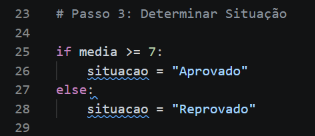 23 # Passo 3: Determinar Situação
24
25 if media >= 7:
26     situacao = "Aprovado"
27 else:
28     situacao = "Reprovado"
29